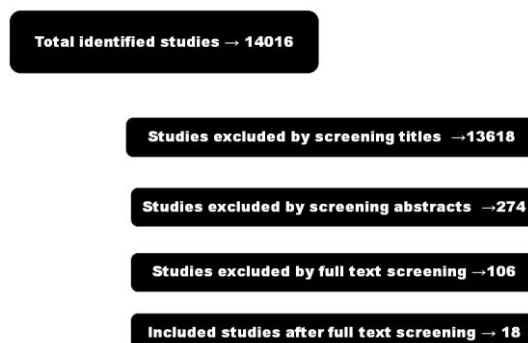 Total identified studies → 14016
Studies excluded by screening titles →13618
Studies excluded by screening abstracts →274
Studies excluded by full text screening →106
Included studies after full text screening → 18